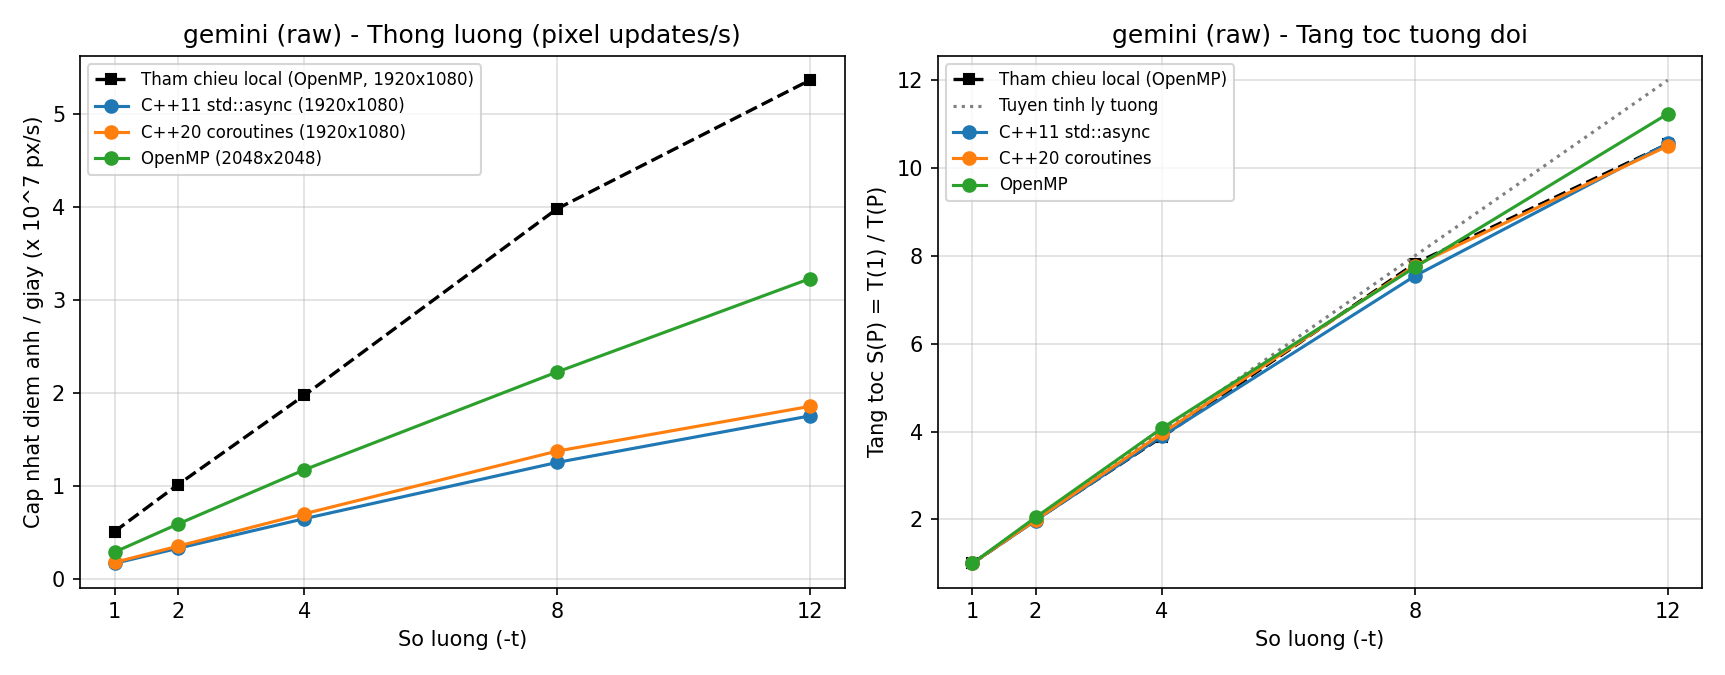 gemini (raw) - Thong luong (pixel updates/s)
Tham chieu local (OpenMP, 1920x1080)
C++11 std::async (1920x1080)
C++20 coroutines (1920x1080)
OpenMP (2048x2048)
Cap nhat diem anh / giay (x 10^7 px/s)
5
4
3
2
1
0
1 2 4 8 12
So luong (-t)
gemini (raw) - Tang toc tuong doi
Tham chieu local (OpenMP)
Tuyen tinh ly tuong
C++11 std::async
C++20 coroutines
OpenMP
Tang toc S(P) = T(1) / T(P)
12
10
8
6
4
2
1 2 4 8 12
So luong (-t)